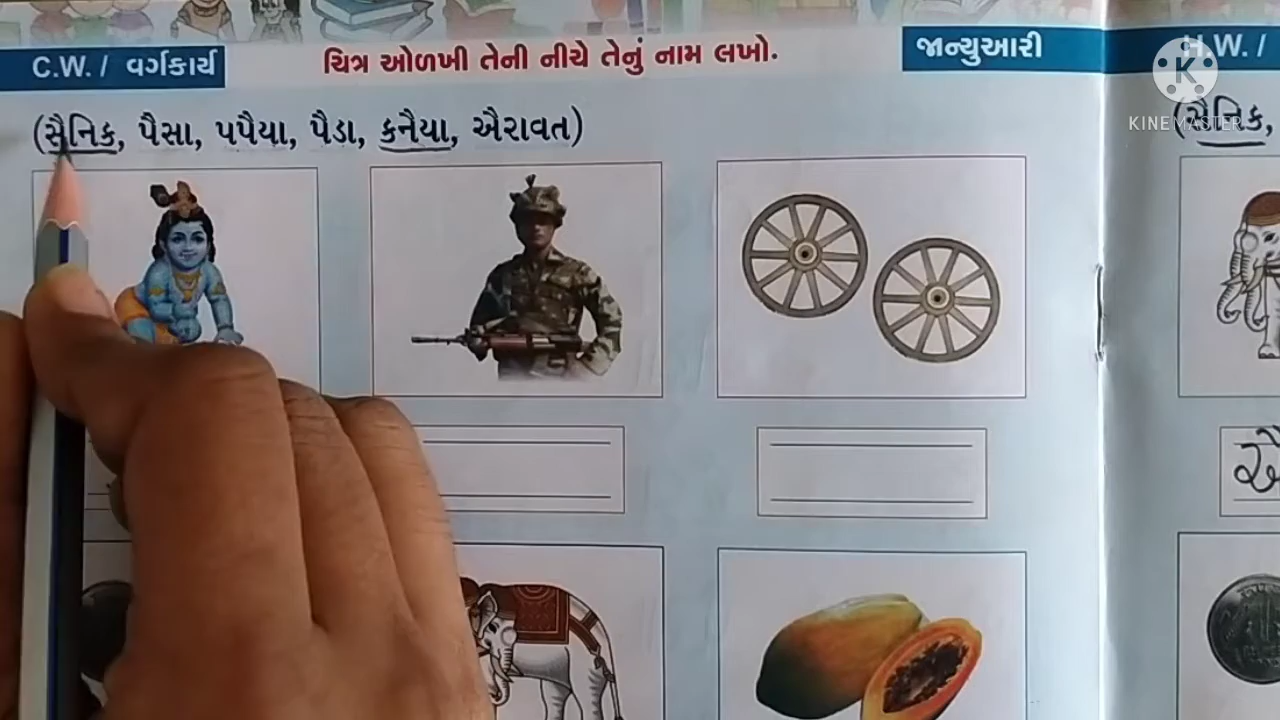 C.W. / વર્ગકાર્ય
ચિત્ર ઓળખી તેની નીચે તેનું નામ લખો.
જાન્યુઆરી
H.W. /
(સૈનિક, પૈસા, પપૈયા, પૈડા, કનૈયા, ઐરાવત)
(સૈનિક,
K
KINEMASTER
ઐ